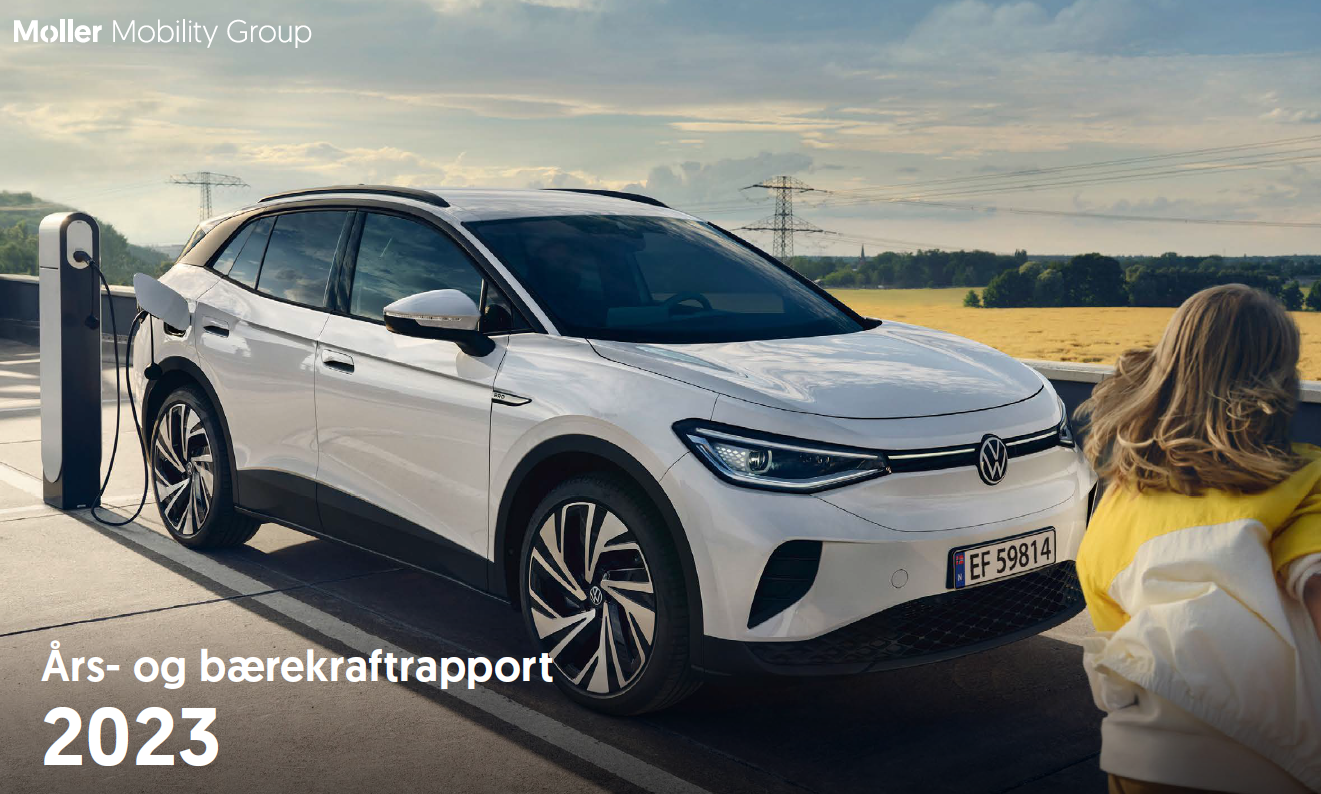 Møller Mobility Group
EF 59814
N
Års- og bærekraftrapport
2023